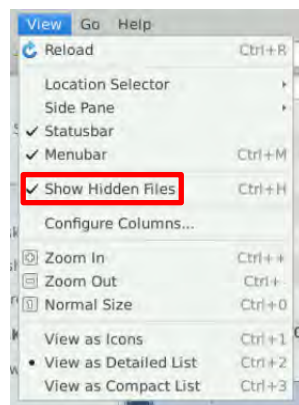 View Go Help
Reload Ctrl+R
Location Selector
Side Pane
Statusbar
Menubar Ctrl+M
Show Hidden Files Ctrl+H
Configure Columns...
Zoom In Ctrl++
Zoom Out Ctrl+-
Normal Size Ctrl+0
View as Icons Ctrl+1
View as Detailed List Ctrl+2
View as Compact List Ctrl+3